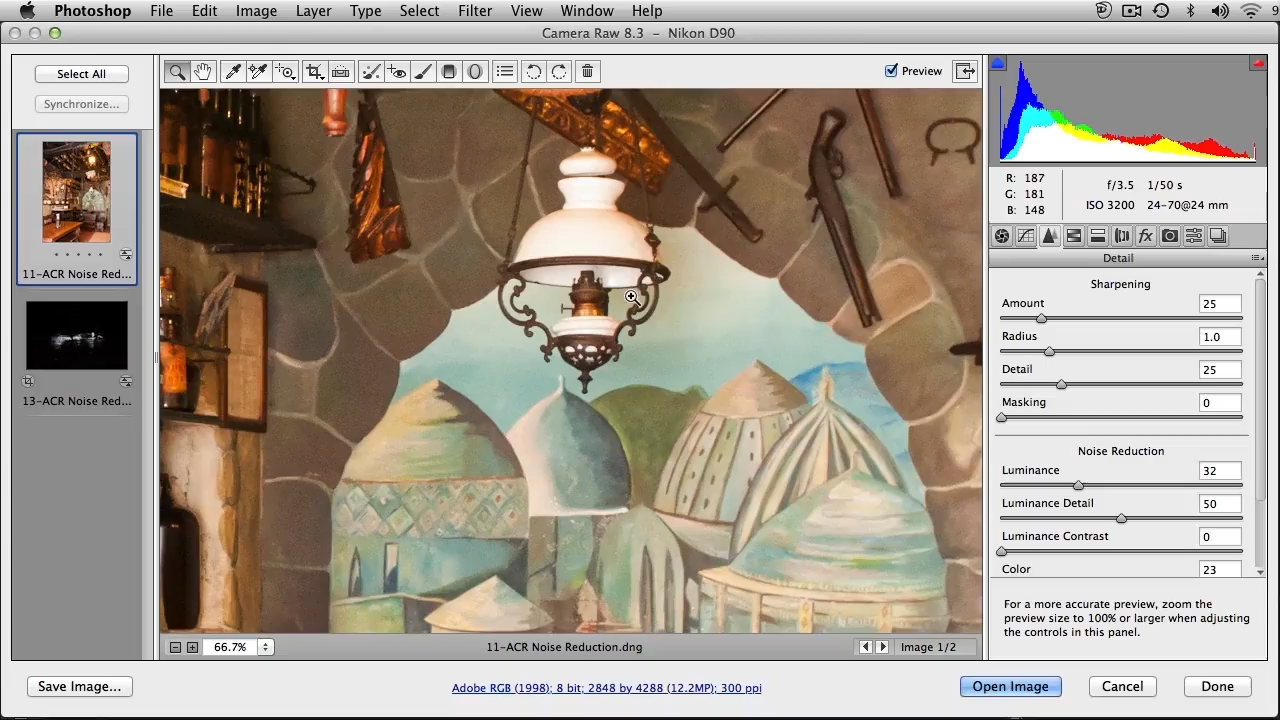 Photoshop File Edit Image Layer Type Select Filter View Window Help 9
Camera Raw 8.3 - Nikon D90
Select All
Synchronize...
11-ACR Noise Red...
13-ACR Noise Red...
Preview
R: 187
G: 181
B: 148
f/3.5 1/50 s
ISO 3200 24-70@24 mm
fx
Detail
Sharpening
Amount 25
Radius 1.0
Detail 25
Masking 0
Noise Reduction
Luminance 32
Luminance Detail 50
Luminance Contrast 0
Color 23
For a more accurate preview, zoom the
preview size to 100% or larger when adjusting
the controls in this panel.
66.7% 11-ACR Noise Reduction.dng Image 1/2
Save Image... Adobe RGB (1998); 8 bit; 2848 by 4288 (12.2MP); 300 ppi Open Image Cancel Done